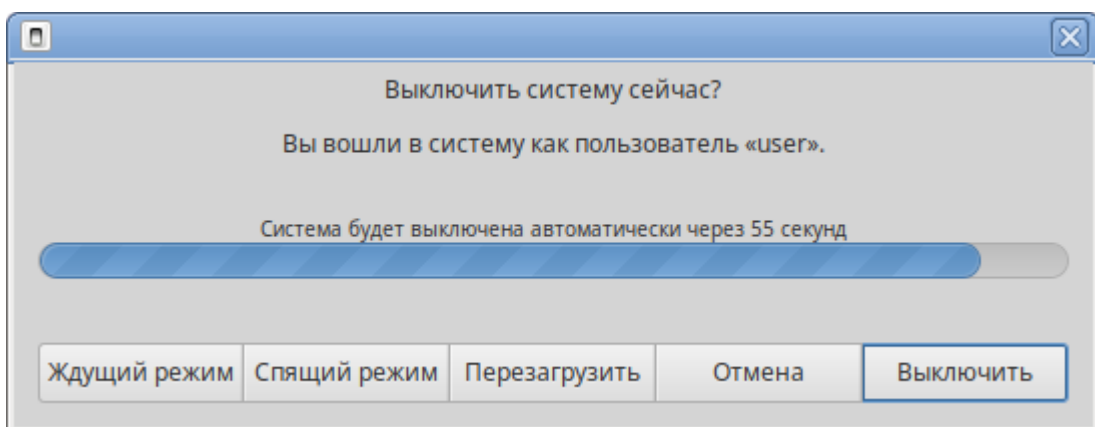 Выключить систему сейчас?
Вы вошли в систему как пользователь «user».
Система будет выключена автоматически через 55 секунд
Ждущий режим Спящий режим Перезагрузить Отмена Выключить